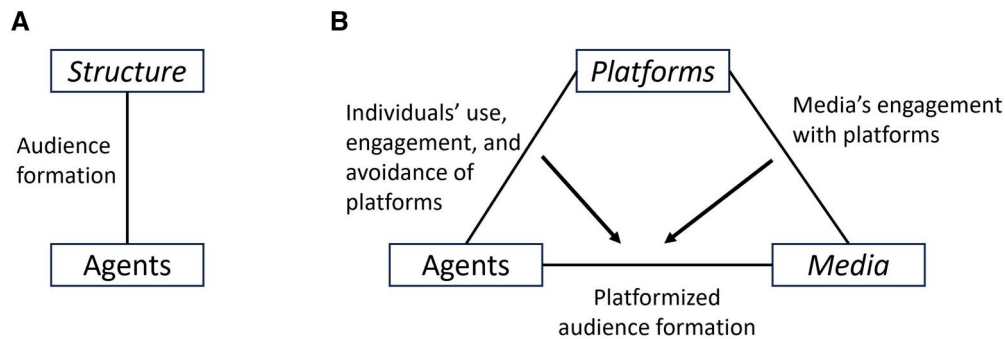 A
Structure
Audience
formation
Agents
B
Platforms
Individuals’ use,
engagement, and
avoidance of
platforms
Media’s engagement
with platforms
Agents
Media
Platformized
audience formation